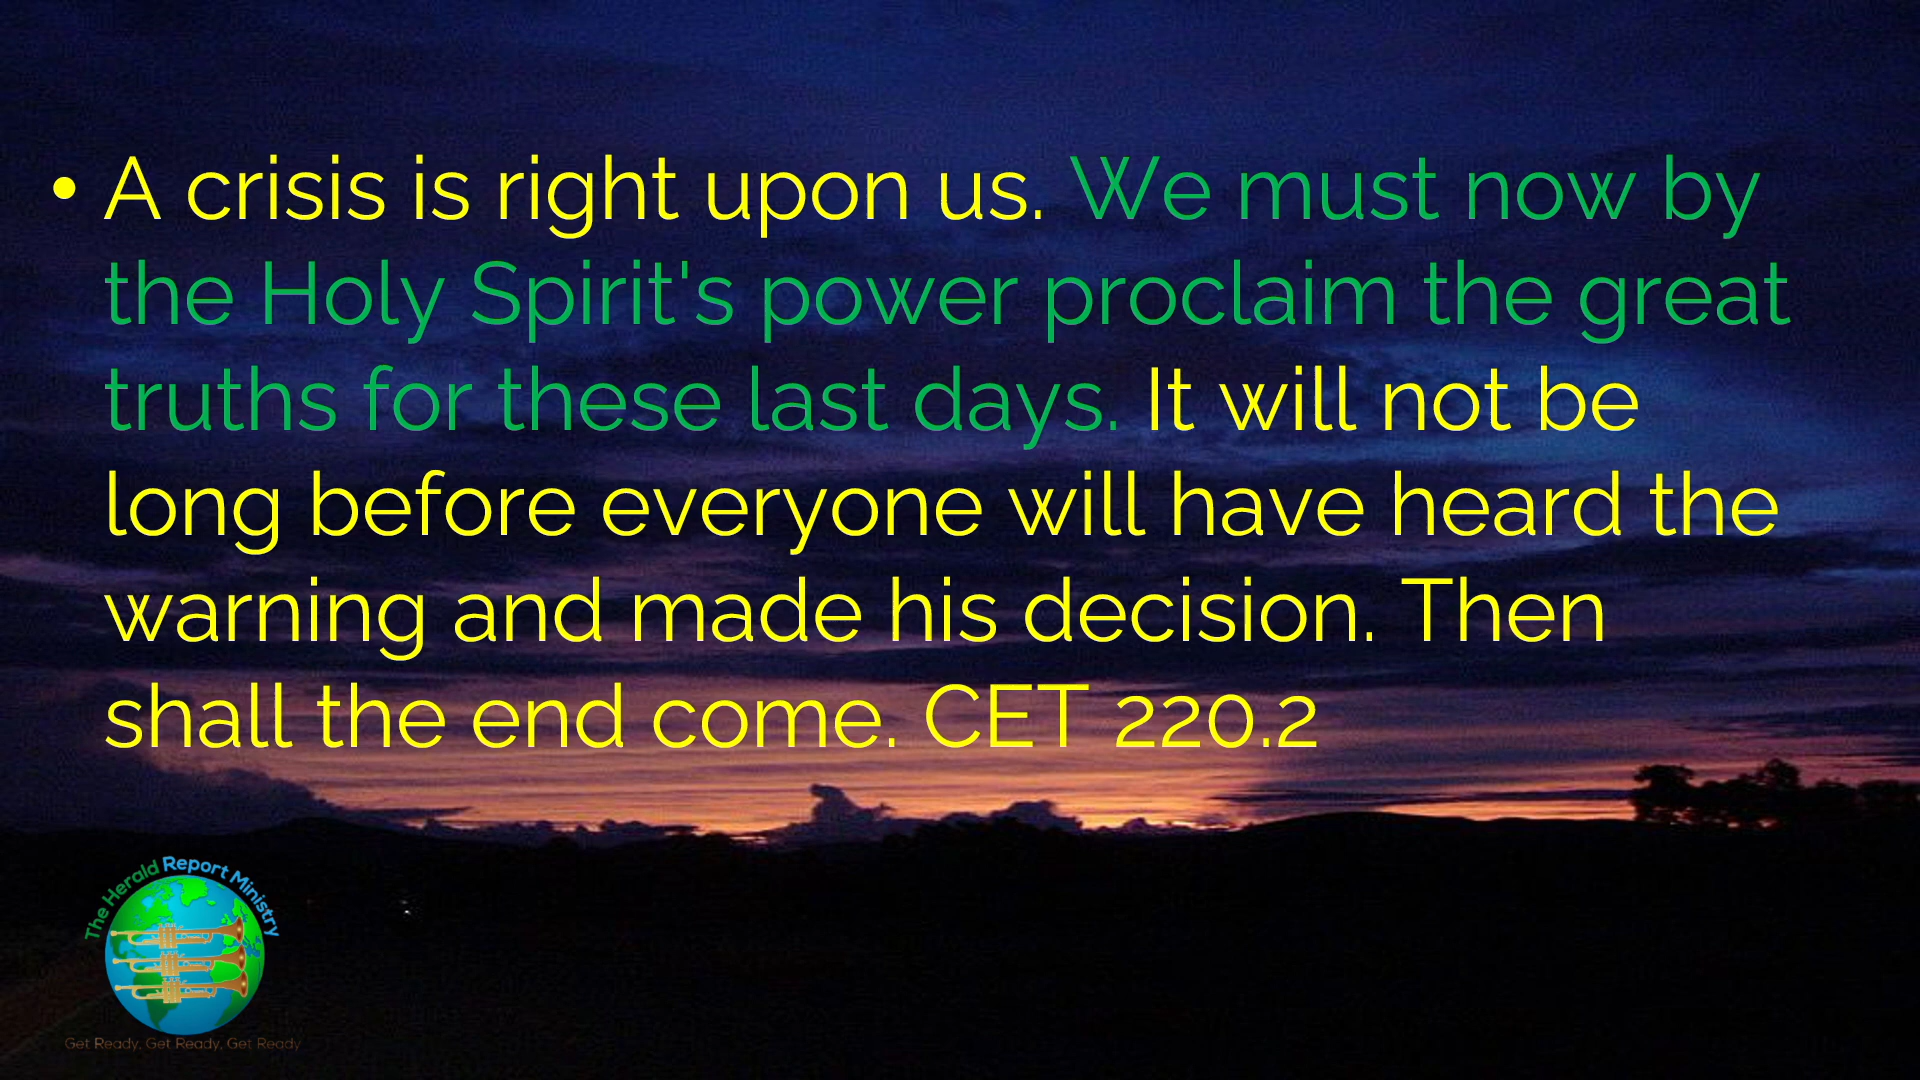 • A crisis is right upon us. We must now by
the Holy Spirit's power proclaim the great
truths for these last days. It will not be
long before everyone will have heard the
warning and made his decision. Then
shall the end come. CET 220.2
The Herald Report Ministry
Get Ready, Get Ready, Get Ready